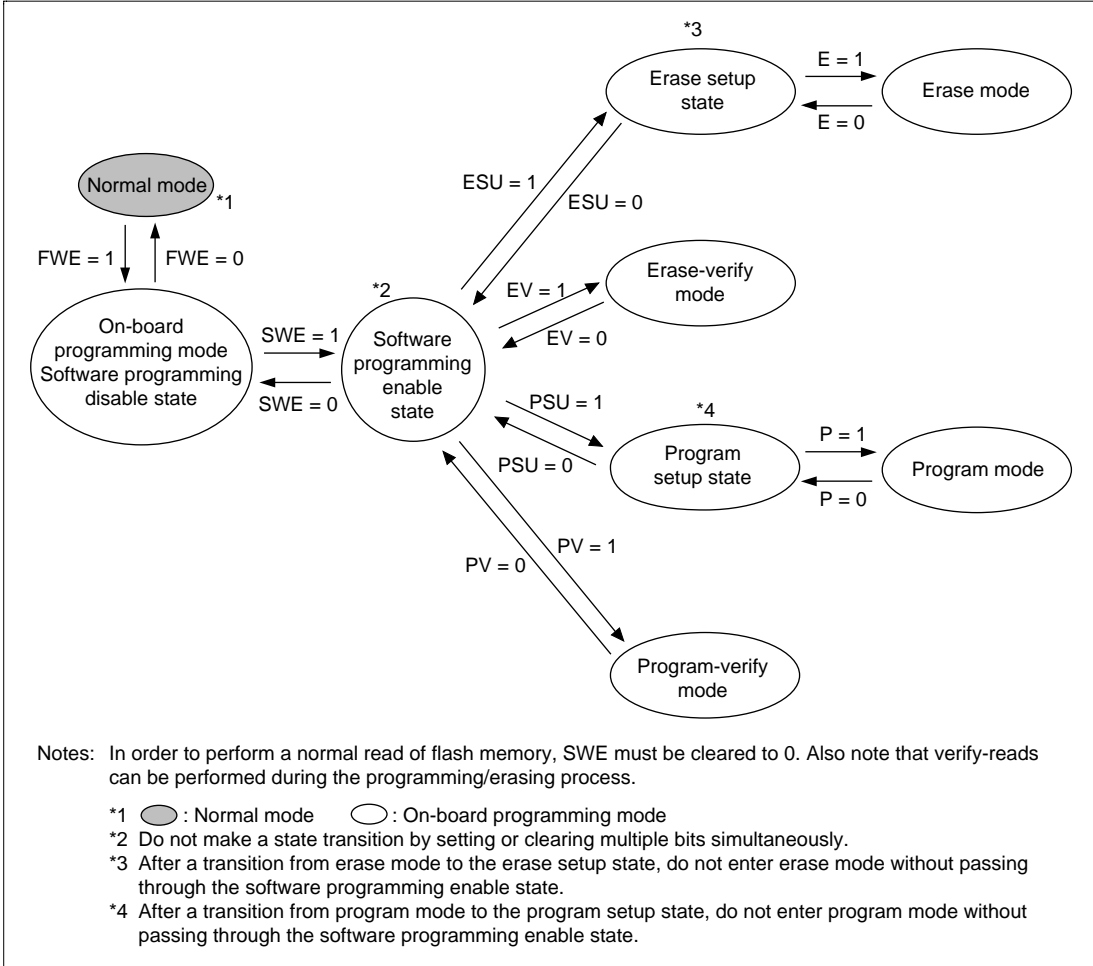 *3
Erase setup
state
E = 1
E = 0
Erase mode
Normal mode
*1
FWE = 1
FWE = 0
ESU = 1
ESU = 0
Erase-verify
mode
EV = 1
EV = 0
*2
On-board
programming mode
Software programming
disable state
SWE = 1
SWE = 0
Software
programming
enable
state
PSU = 1
PSU = 0
*4
Program
setup state
P = 1
P = 0
Program mode
PV = 1
PV = 0
Program-verify
mode
Notes: In order to perform a normal read of flash memory, SWE must be cleared to 0. Also note that verify-reads
can be performed during the programming/erasing process.
*1 : Normal mode : On-board programming mode
*2 Do not make a state transition by setting or clearing multiple bits simultaneously.
*3 After a transition from erase mode to the erase setup state, do not enter erase mode without passing
through the software programming enable state.
*4 After a transition from program mode to the program setup state, do not enter program mode without
passing through the software programming enable state.